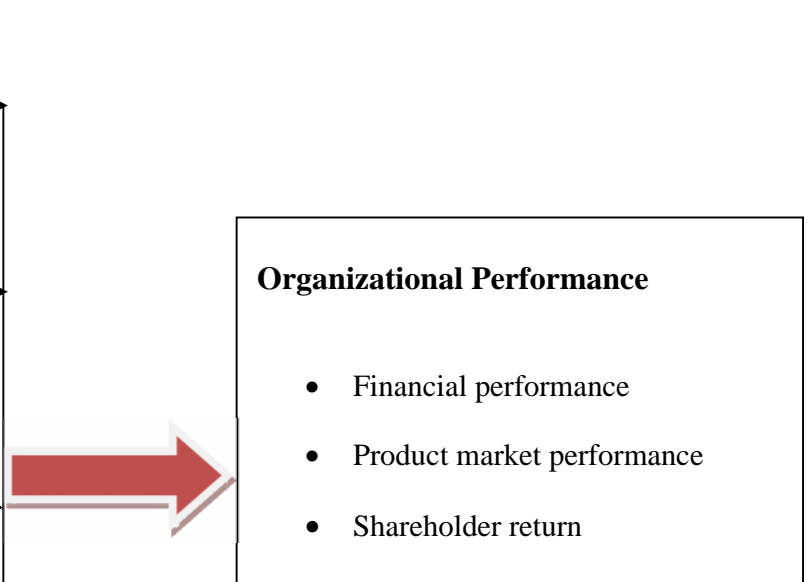 Organizational Performance
• Financial performance
• Product market performance
• Shareholder return